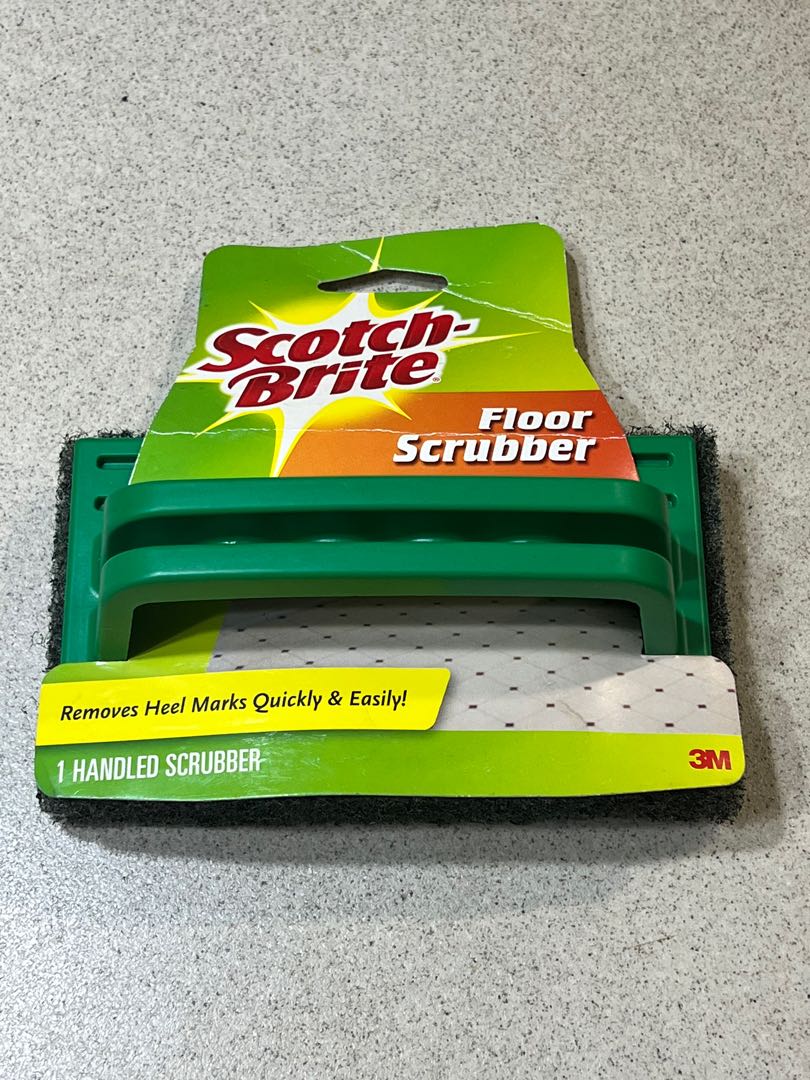 Scotch-
Brite
Floor
Scrubber
Removes Heel Marks Quickly & Easily!
1 HANDLED SCRUBBER
3M